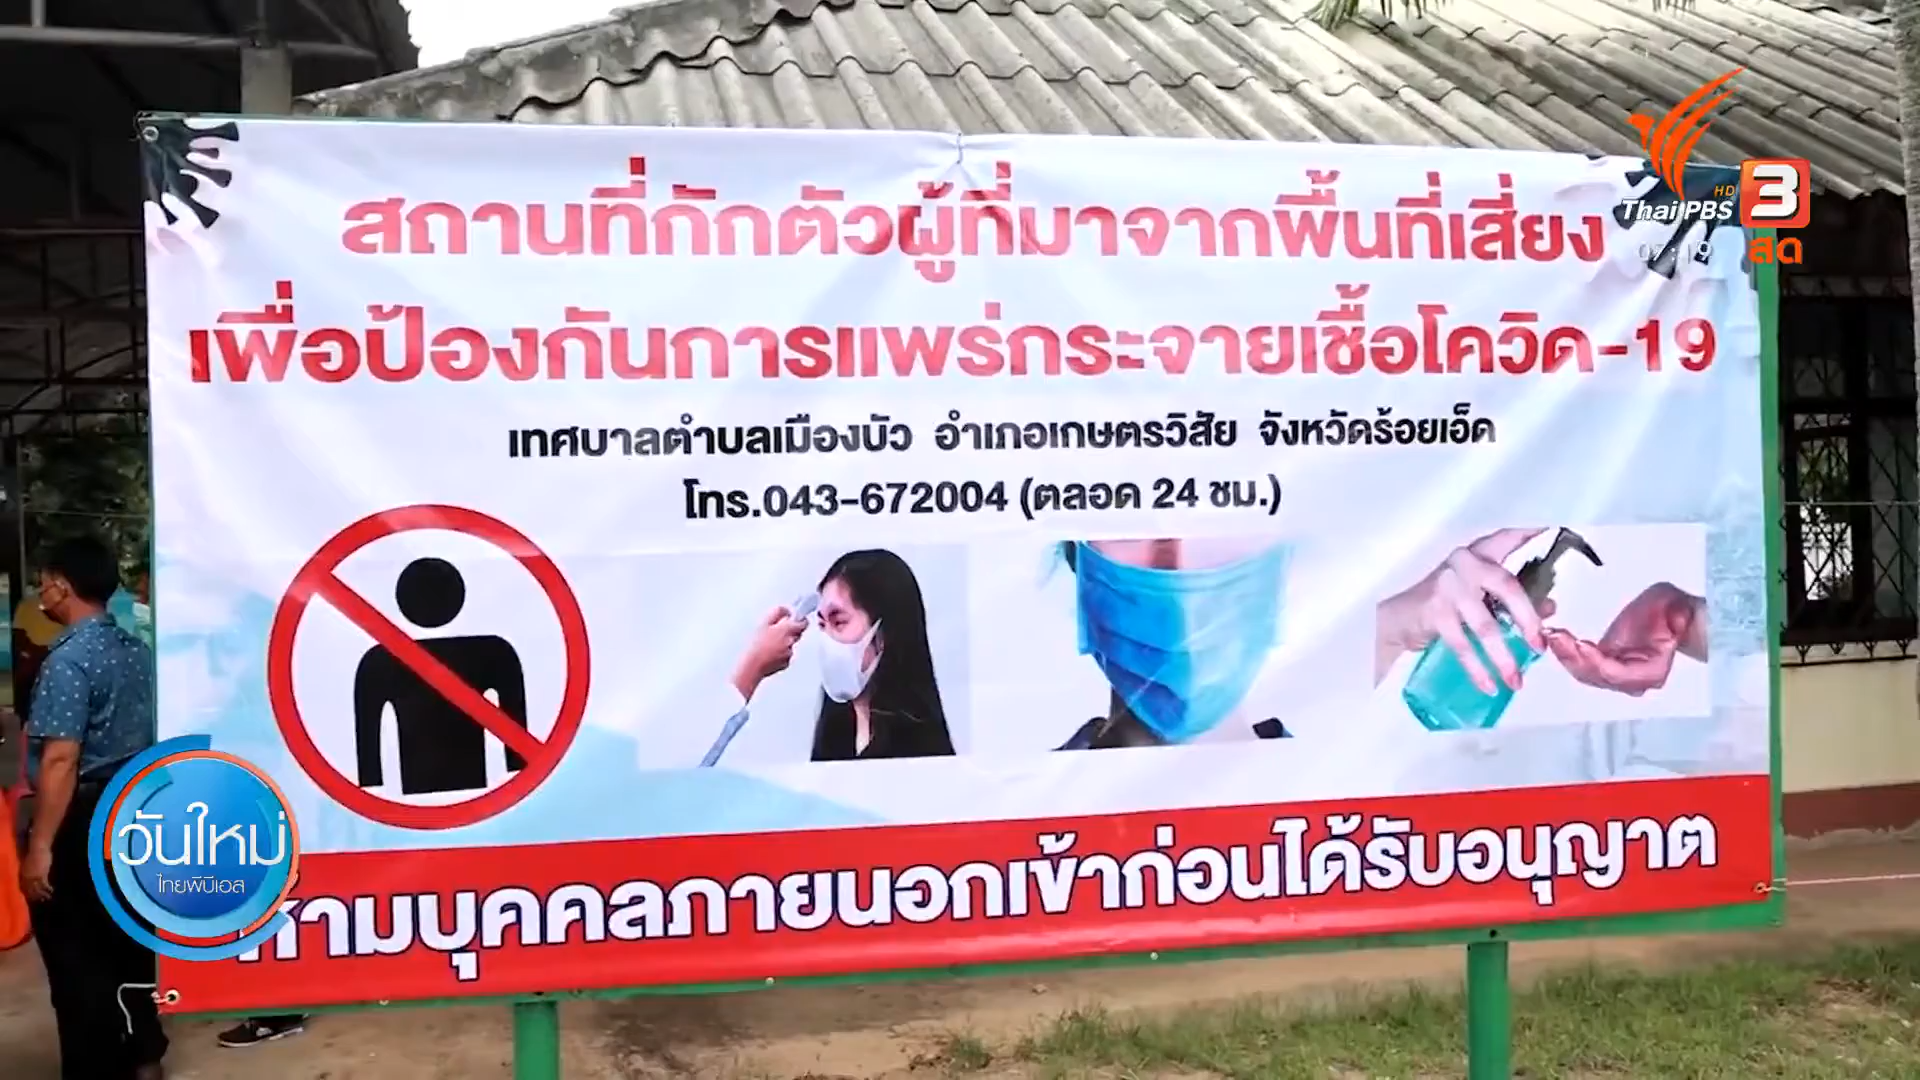 สถานที่กักตัวผู้ที่มาจากพื้นที่เสี่ยง
เพื่อป้องกันการแพร่กระจายเชื้อโควิด-19
เทศบาลตำบลเมืองบัว อำเภอเกษตรวิสัย จังหวัดร้อยเอ็ด
โทร.043-672004 (ตลอด 24 ชม.)
ห้ามบุคคลภายนอกเข้าก่อนได้รับอนุญาต
HD
Thai PBS
3
07:19
สด
วันใหม่
ไทยพีบีเอส